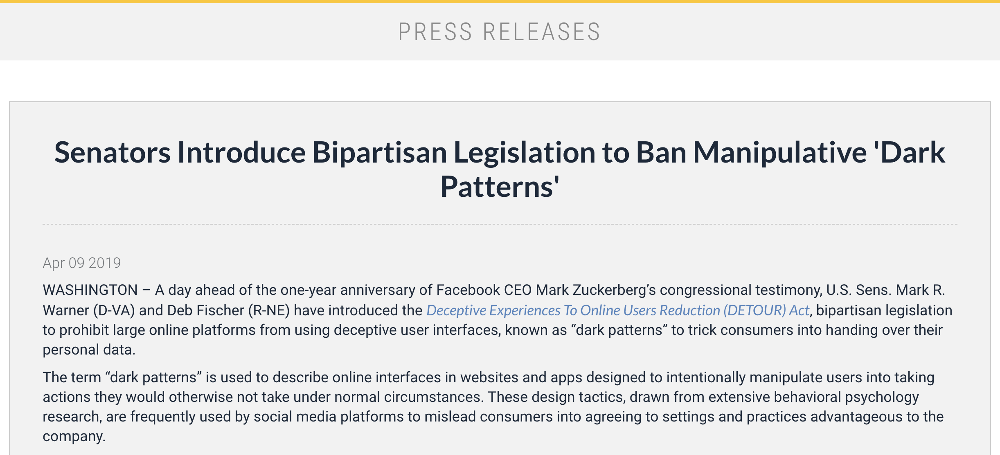 PRESS RELEASES
Senators Introduce Bipartisan Legislation to Ban Manipulative 'Dark
Patterns'
Apr 09 2019
WASHINGTON – A day ahead of the one-year anniversary of Facebook CEO Mark Zuckerberg’s congressional testimony, U.S. Sens. Mark R.
Warner (D-VA) and Deb Fischer (R-NE) have introduced the Deceptive Experiences To Online Users Reduction (DETOUR) Act, bipartisan legislation
to prohibit large online platforms from using deceptive user interfaces, known as “dark patterns” to trick consumers into handing over their
personal data.
The term “dark patterns” is used to describe online interfaces in websites and apps designed to intentionally manipulate users into taking
actions they would otherwise not take under normal circumstances. These design tactics, drawn from extensive behavioral psychology
research, are frequently used by social media platforms to mislead consumers into agreeing to settings and practices advantageous to the
company.